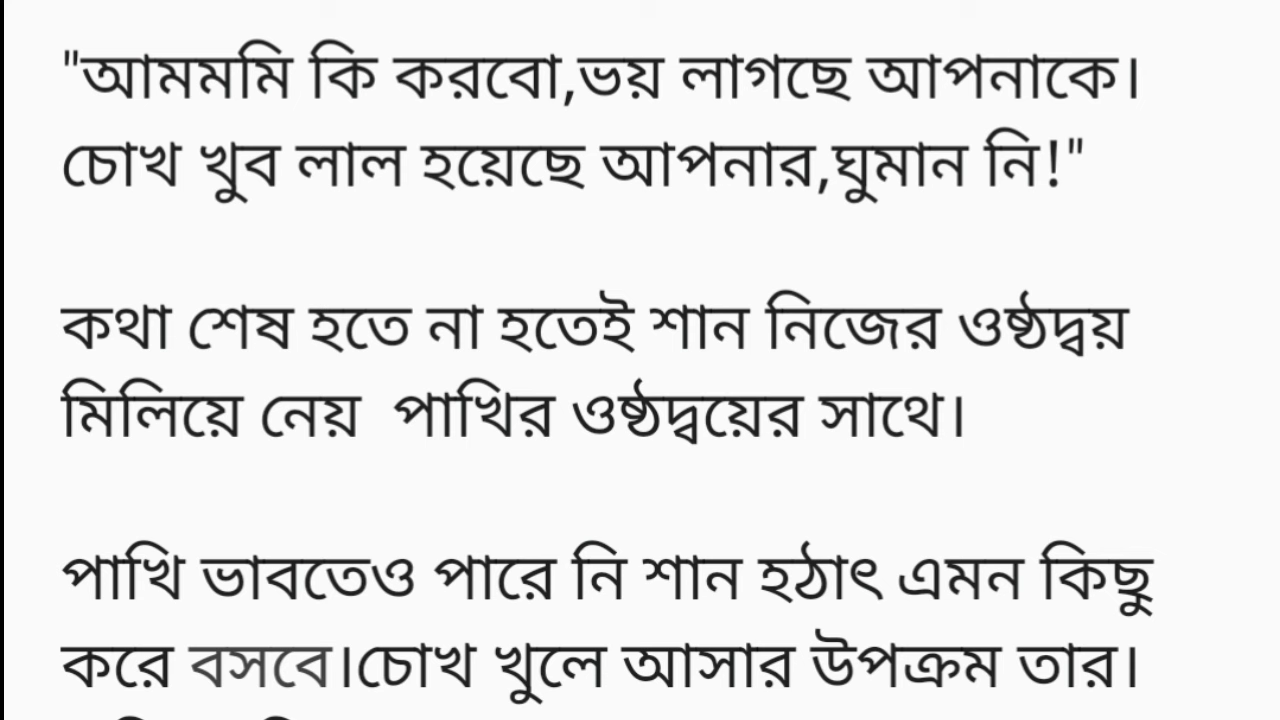 "আমমমি কি করবো,ভয় লাগছে আপনাকে।
চোখ খুব লাল হয়েছে আপনার,ঘুমান নি!"
কথা শেষ হতে না হতেই শান নিজের ওষ্ঠদ্বয়
মিলিয়ে নেয় পাখির ওষ্ঠদ্বয়ের সাথে।
পাখি ভাবতেও পারে নি শান হঠাৎ এমন কিছু
করে বসবে।চোখ খুলে আসার উপক্রম তার।